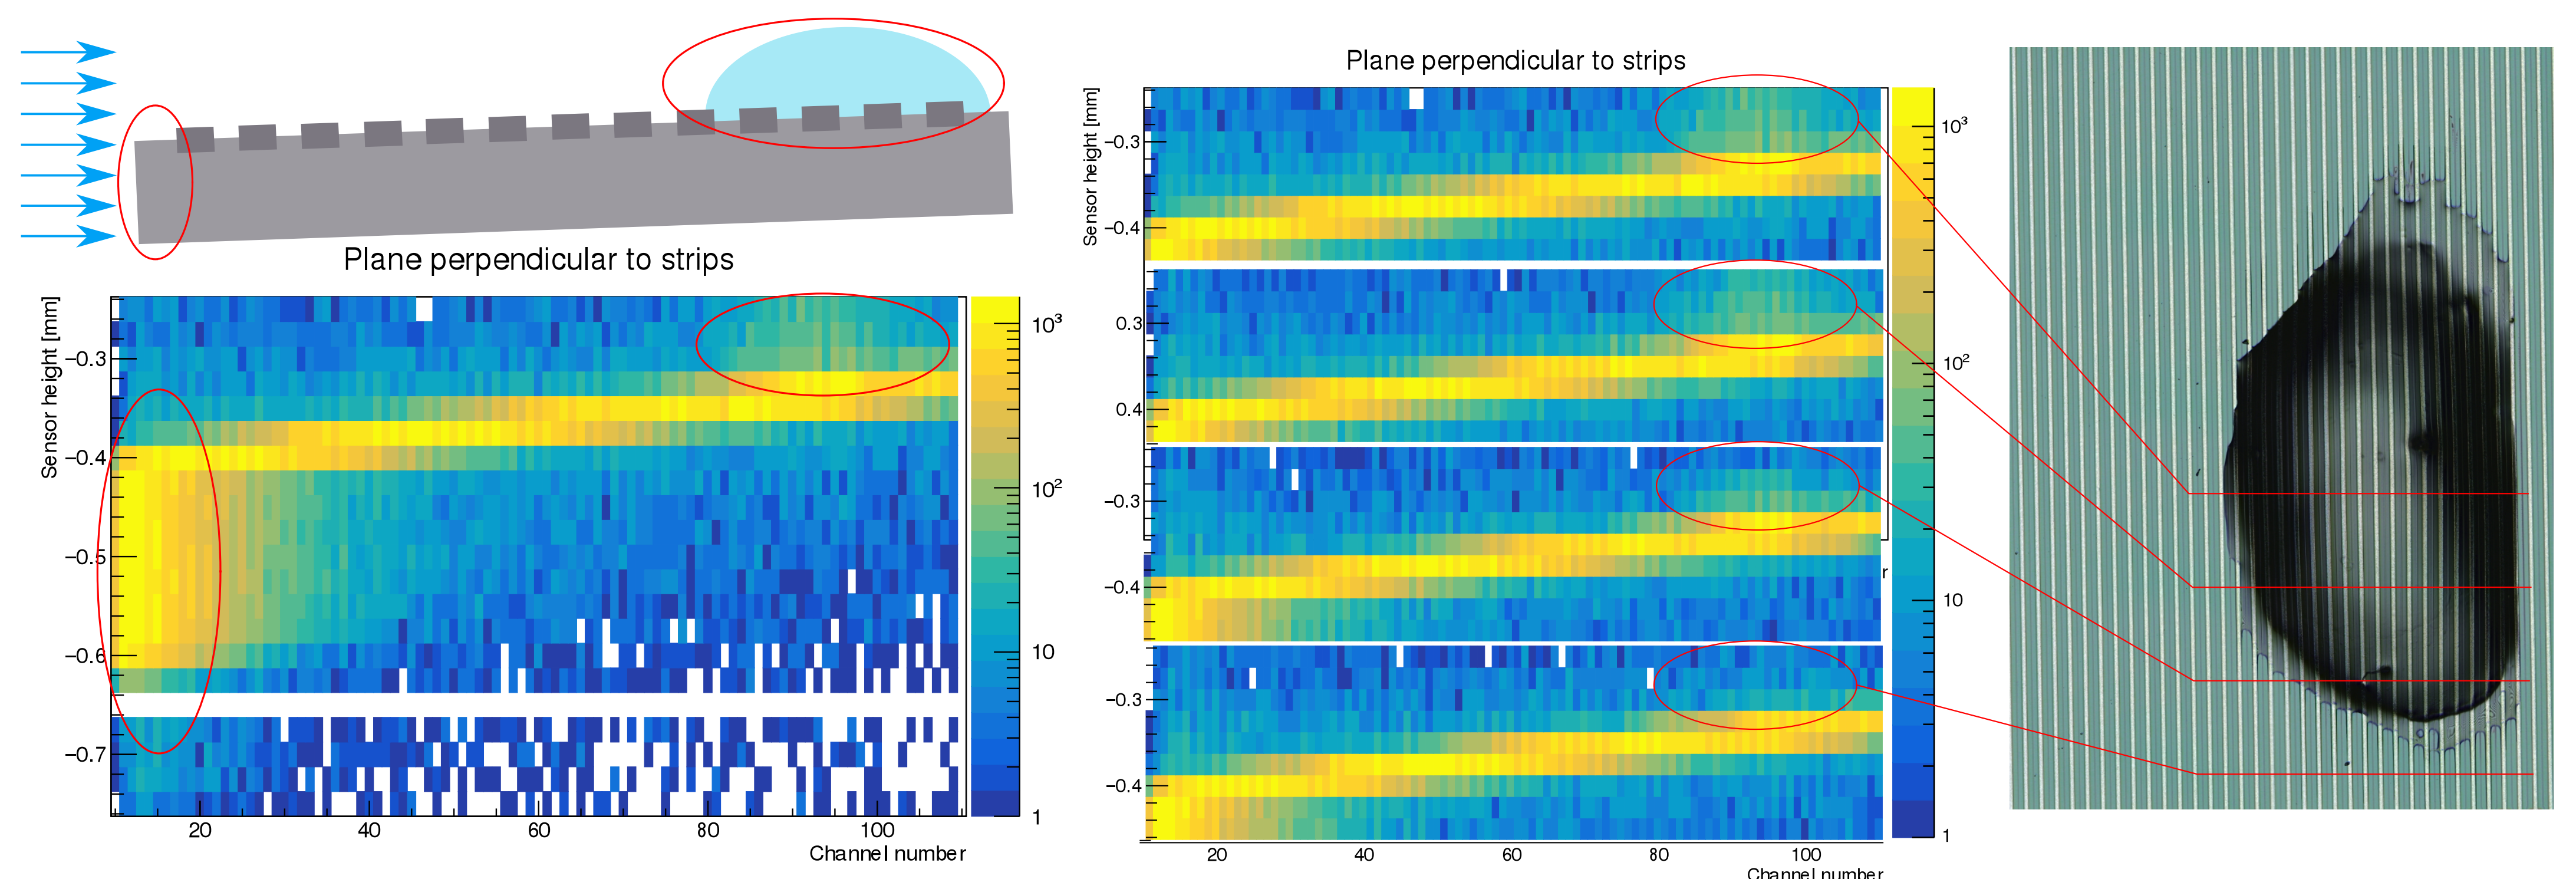 Plane perpendicular to strips
Sensor height [mm]
−0.3
−0.4
−0.5
−0.6
−0.7
20 40 60 80 100
Channel number
10³
10²
10
1
Plane perpendicular to strips
Sensor height [mm]
−0.3
−0.4
0.3
0.4
−0.3
−0.4
r
−0.3
−0.4
20 40 60 80 100
Channel number
10³
10²
10
1